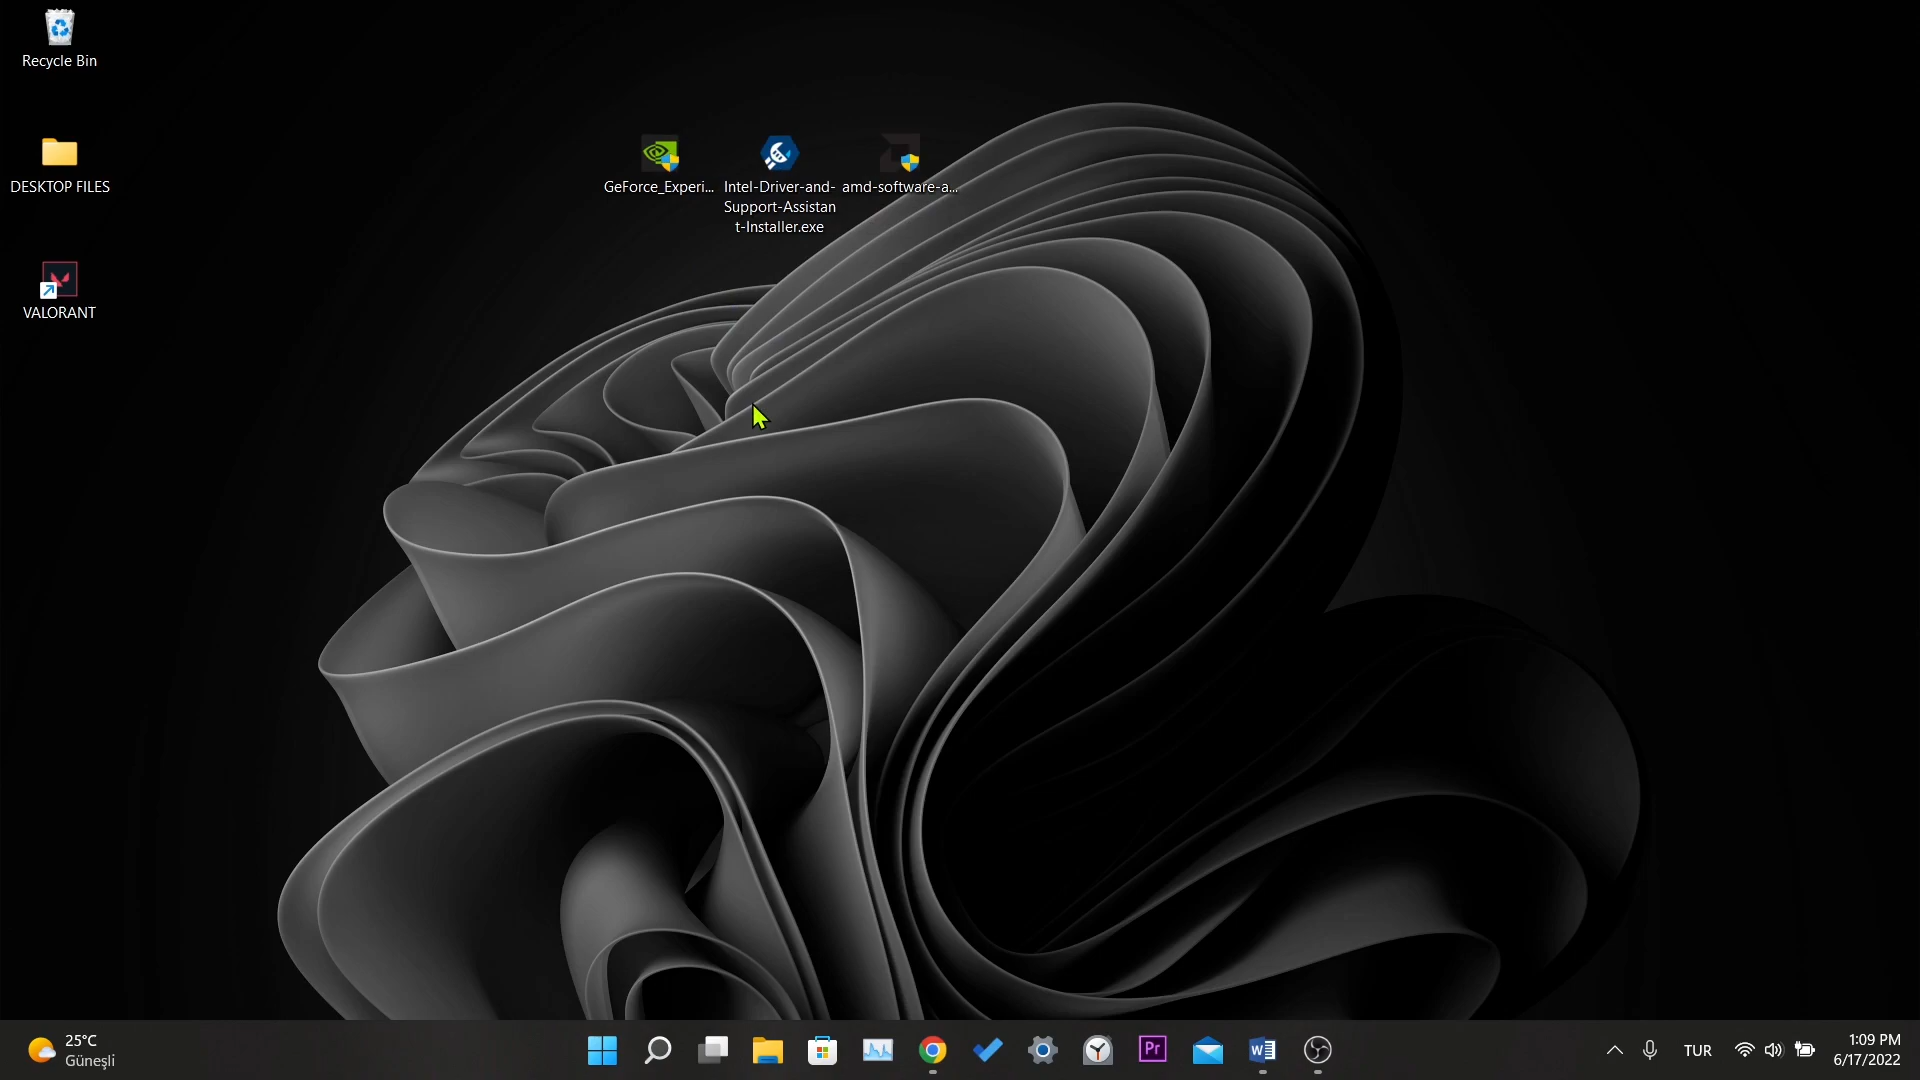 Recycle Bin
DESKTOP FILES
VALORANT
GeForce_Experi...
Intel-Driver-and-
Support-Assistan
t-Installer.exe
amd-software-a...
25°C
Güneşli
Pr
W
TUR
1:09 PM
6/17/2022